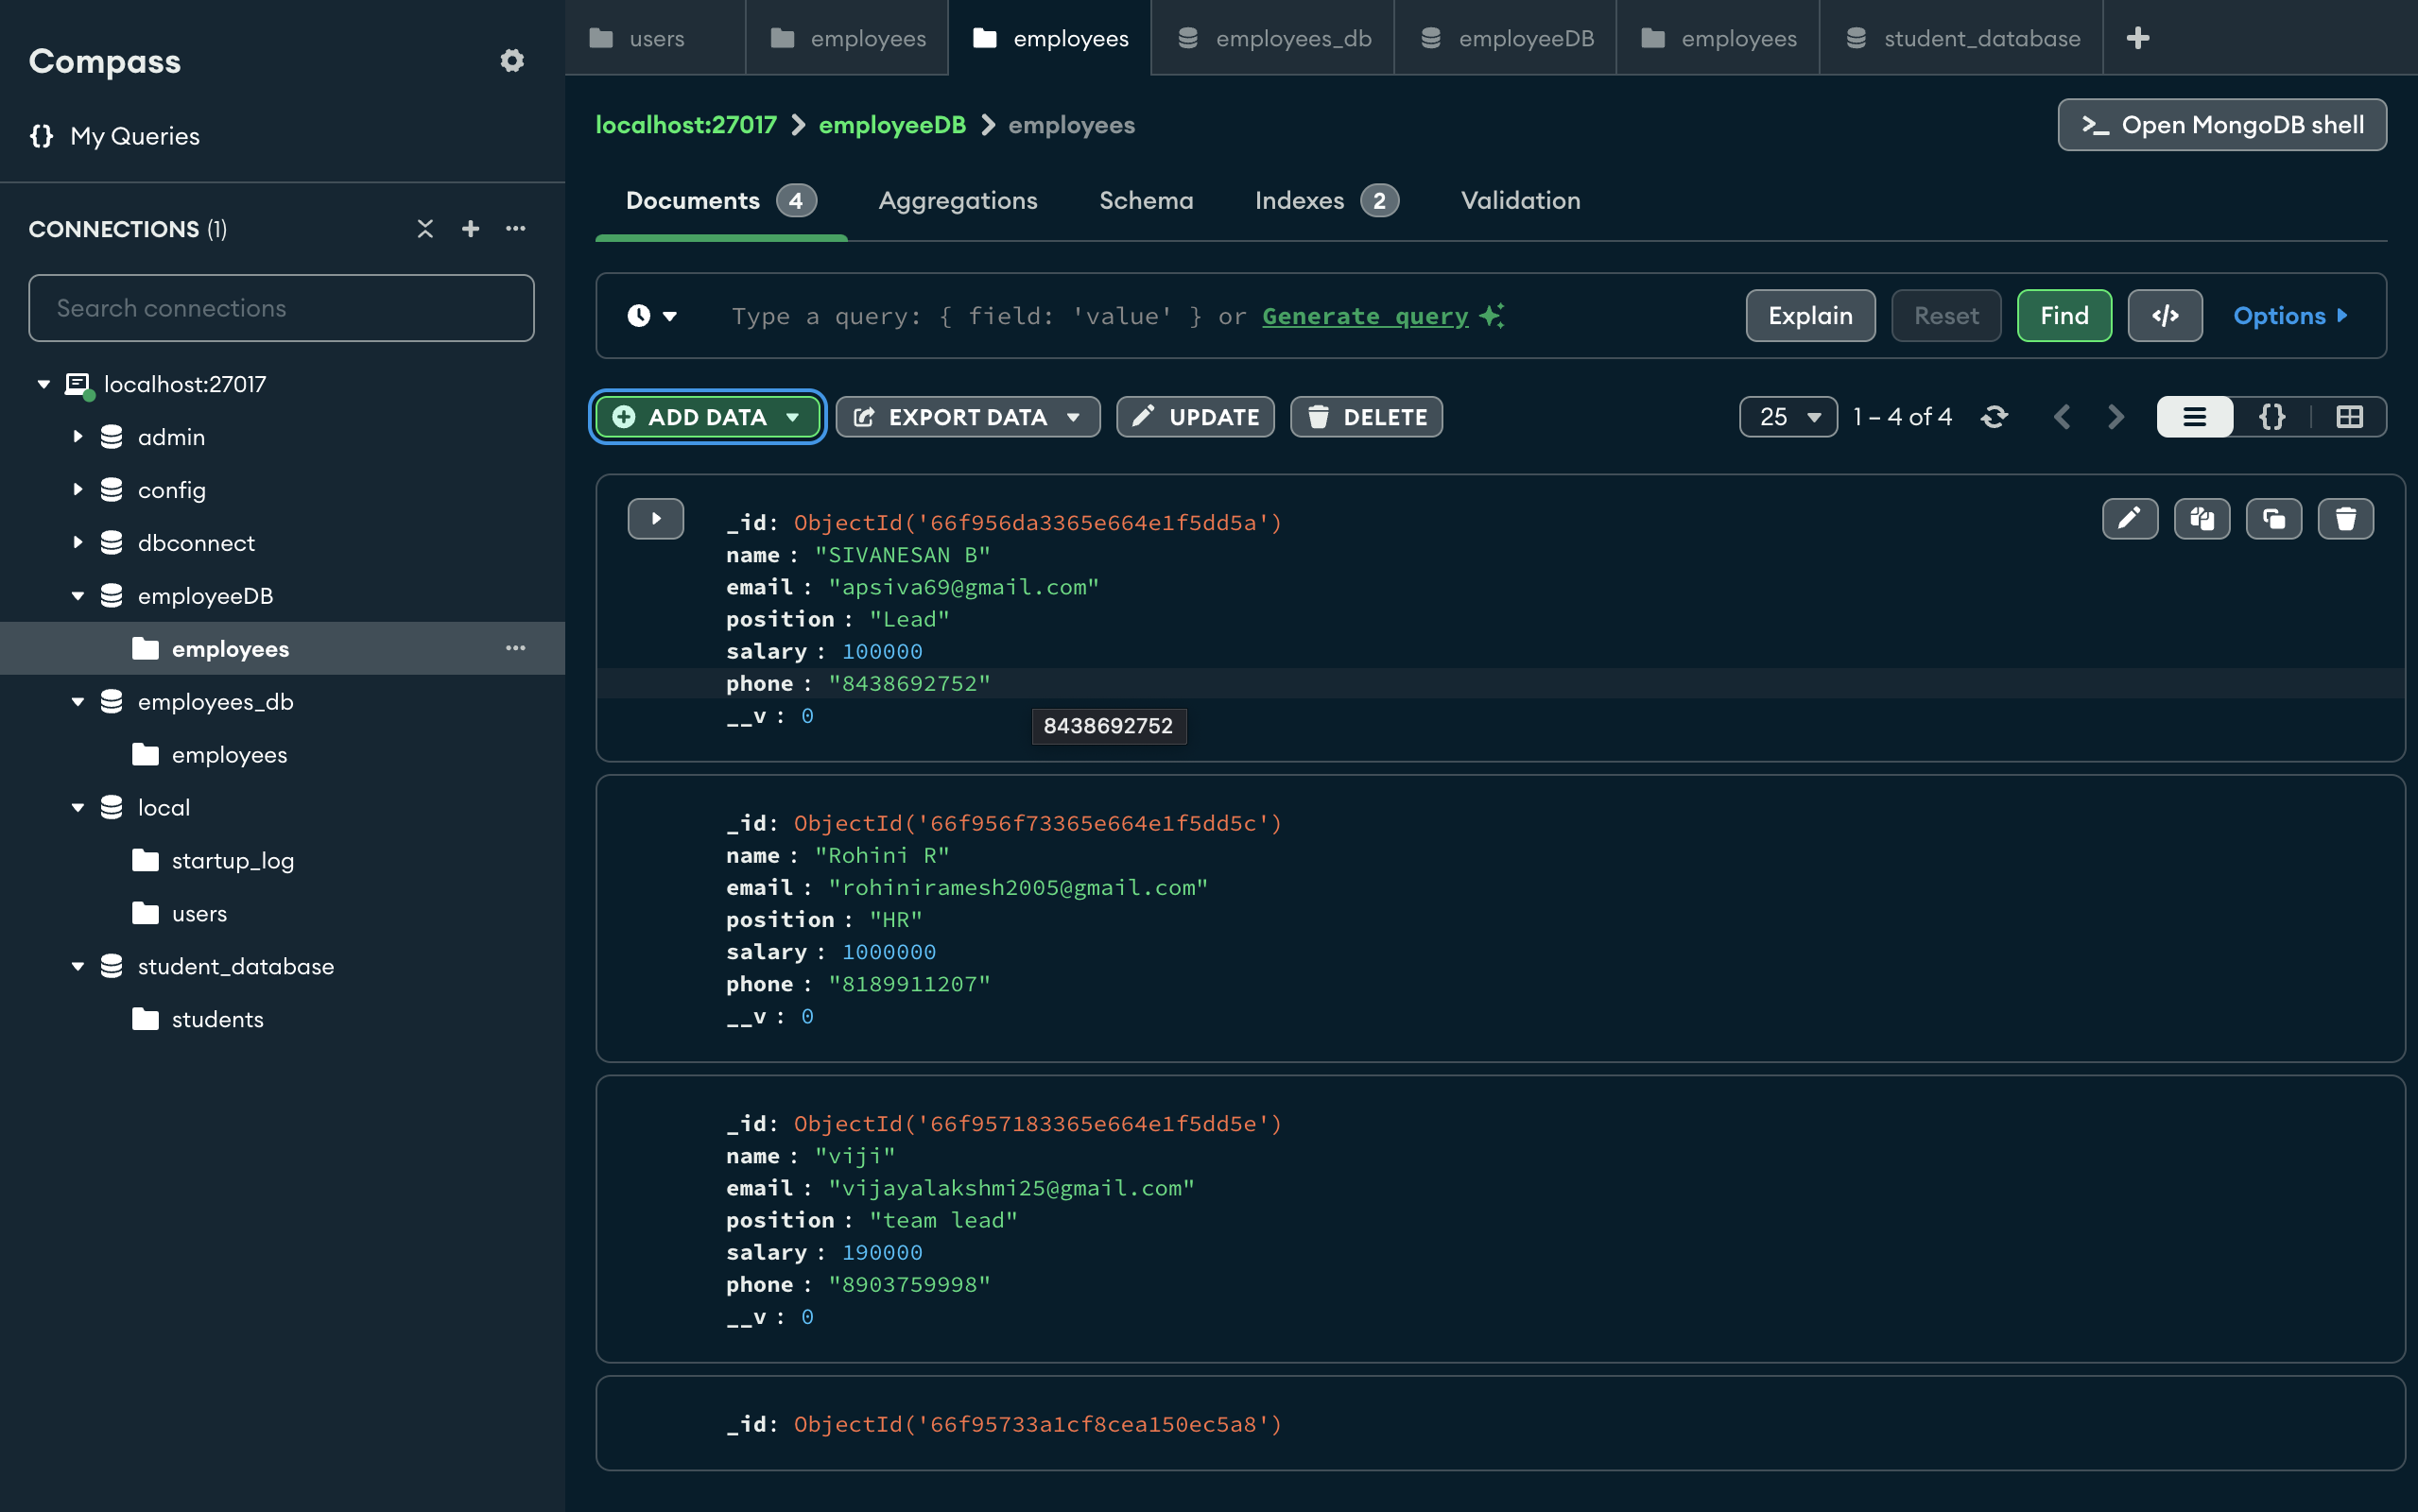 Compass
{} My Queries
CONNECTIONS (1)
Search connections
localhost:27017
admin
config
dbconnect
employeeDB
employees
employees_db
employees
local
startup_log
users
student_database
students
users
employees
employees
employees_db
employeeDB
employees
student_database
localhost:27017 > employeeDB > employees
>_ Open MongoDB shell
Documents 4
Aggregations
Schema
Indexes 2
Validation
Type a query: { field: 'value' } or Generate query
Explain
Reset
Find
</>
Options
ADD DATA
EXPORT DATA
UPDATE
DELETE
25
1 – 4 of 4
{}
_id: ObjectId('66f956da3365e664e1f5dd5a')
name : "SIVANESAN B"
email : "apsiva69@gmail.com"
position : "Lead"
salary : 100000
phone : "8438692752"
__v : 0
8438692752
_id: ObjectId('66f956f73365e664e1f5dd5c')
name : "Rohini R"
email : "rohiniramesh2005@gmail.com"
position : "HR"
salary : 1000000
phone : "8189911207"
__v : 0
_id: ObjectId('66f957183365e664e1f5dd5e')
name : "viji"
email : "vijayalakshmi25@gmail.com"
position : "team lead"
salary : 190000
phone : "8903759998"
__v : 0
_id: ObjectId('66f95733a1cf8cea150ec5a8')